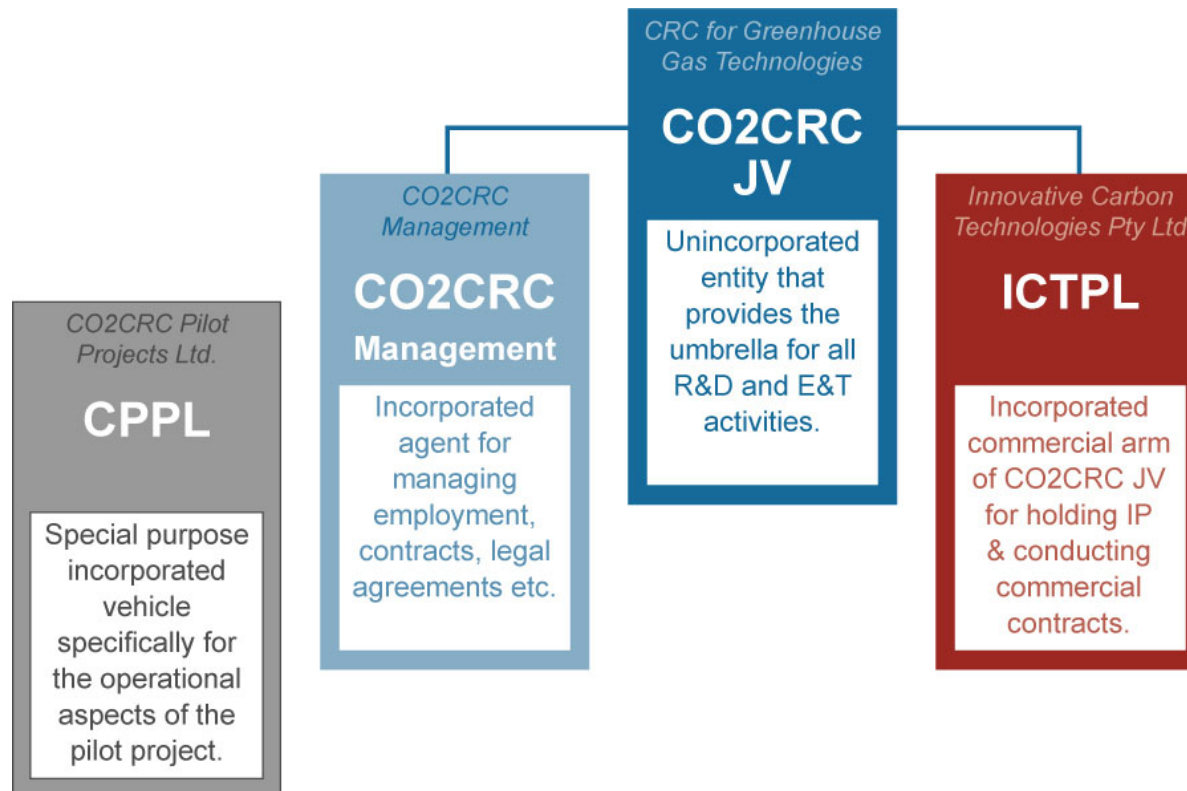 CRC for Greenhouse
Gas Technologies
CO2CRC
JV
Unincorporated
entity that
provides the
umbrella for all
R&D and E&T
activities.
CO2CRC
Management
CO2CRC
Management
Incorporated
agent for
managing
employment,
contracts, legal
agreements etc.
Innovative Carbon
Technologies Pty Ltd
ICTPL
Incorporated
commercial arm
of CO2CRC JV
for holding IP
& conducting
commercial
contracts.
CO2CRC Pilot
Projects Ltd.
CPPL
Special purpose
incorporated
vehicle
specifically for
the operational
aspects of the
pilot project.